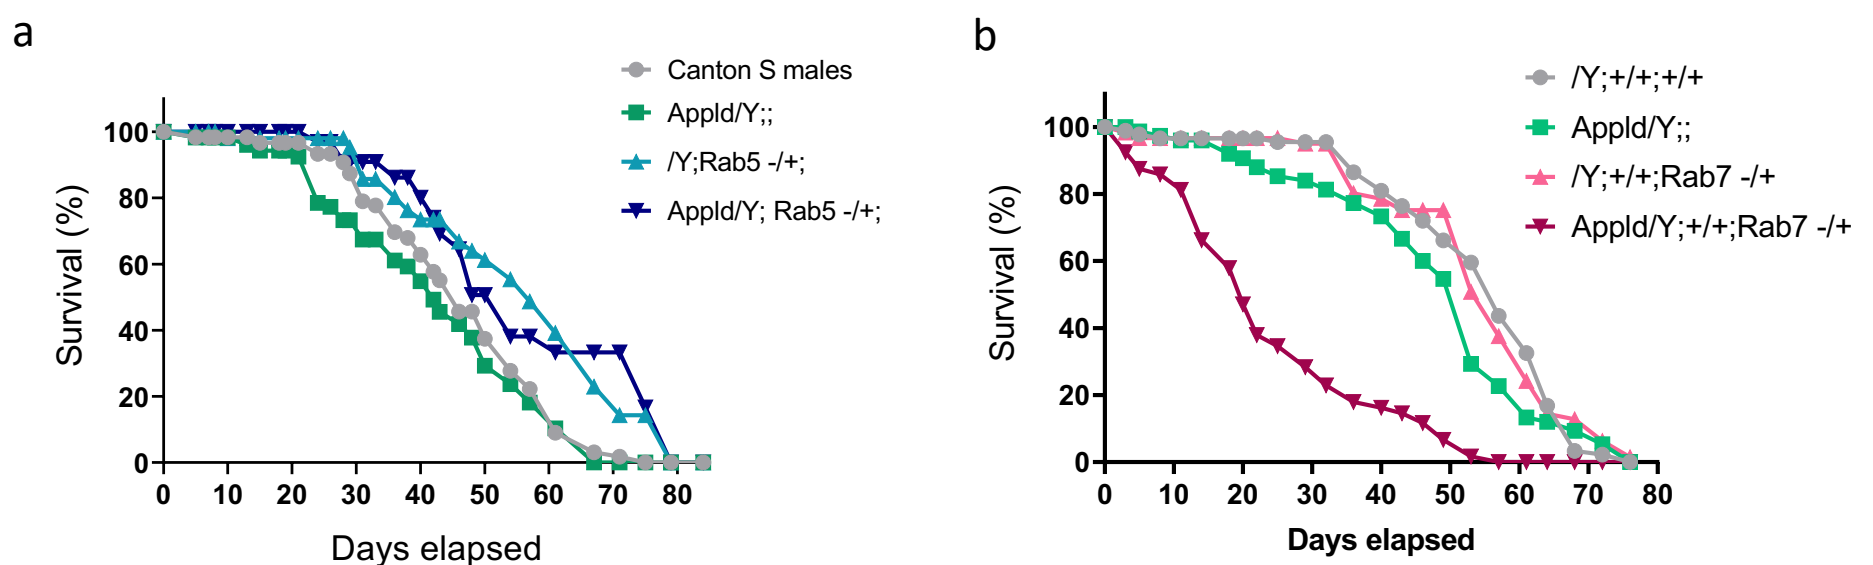 a
Canton S males
Appld/Y;;
/Y;Rab5 -/+;
Appld/Y; Rab5 -/+;
Survival (%)
100
80
60
40
20
0
0 10 20 30 40 50 60 70 80
Days elapsed
b
/Y;+/+;+/+
Appld/Y;;
/Y;+/+;Rab7 -/+
Appld/Y;+/+;Rab7 -/+
Survival (%)
100
80
60
40
20
0
0 10 20 30 40 50 60 70 80
Days elapsed